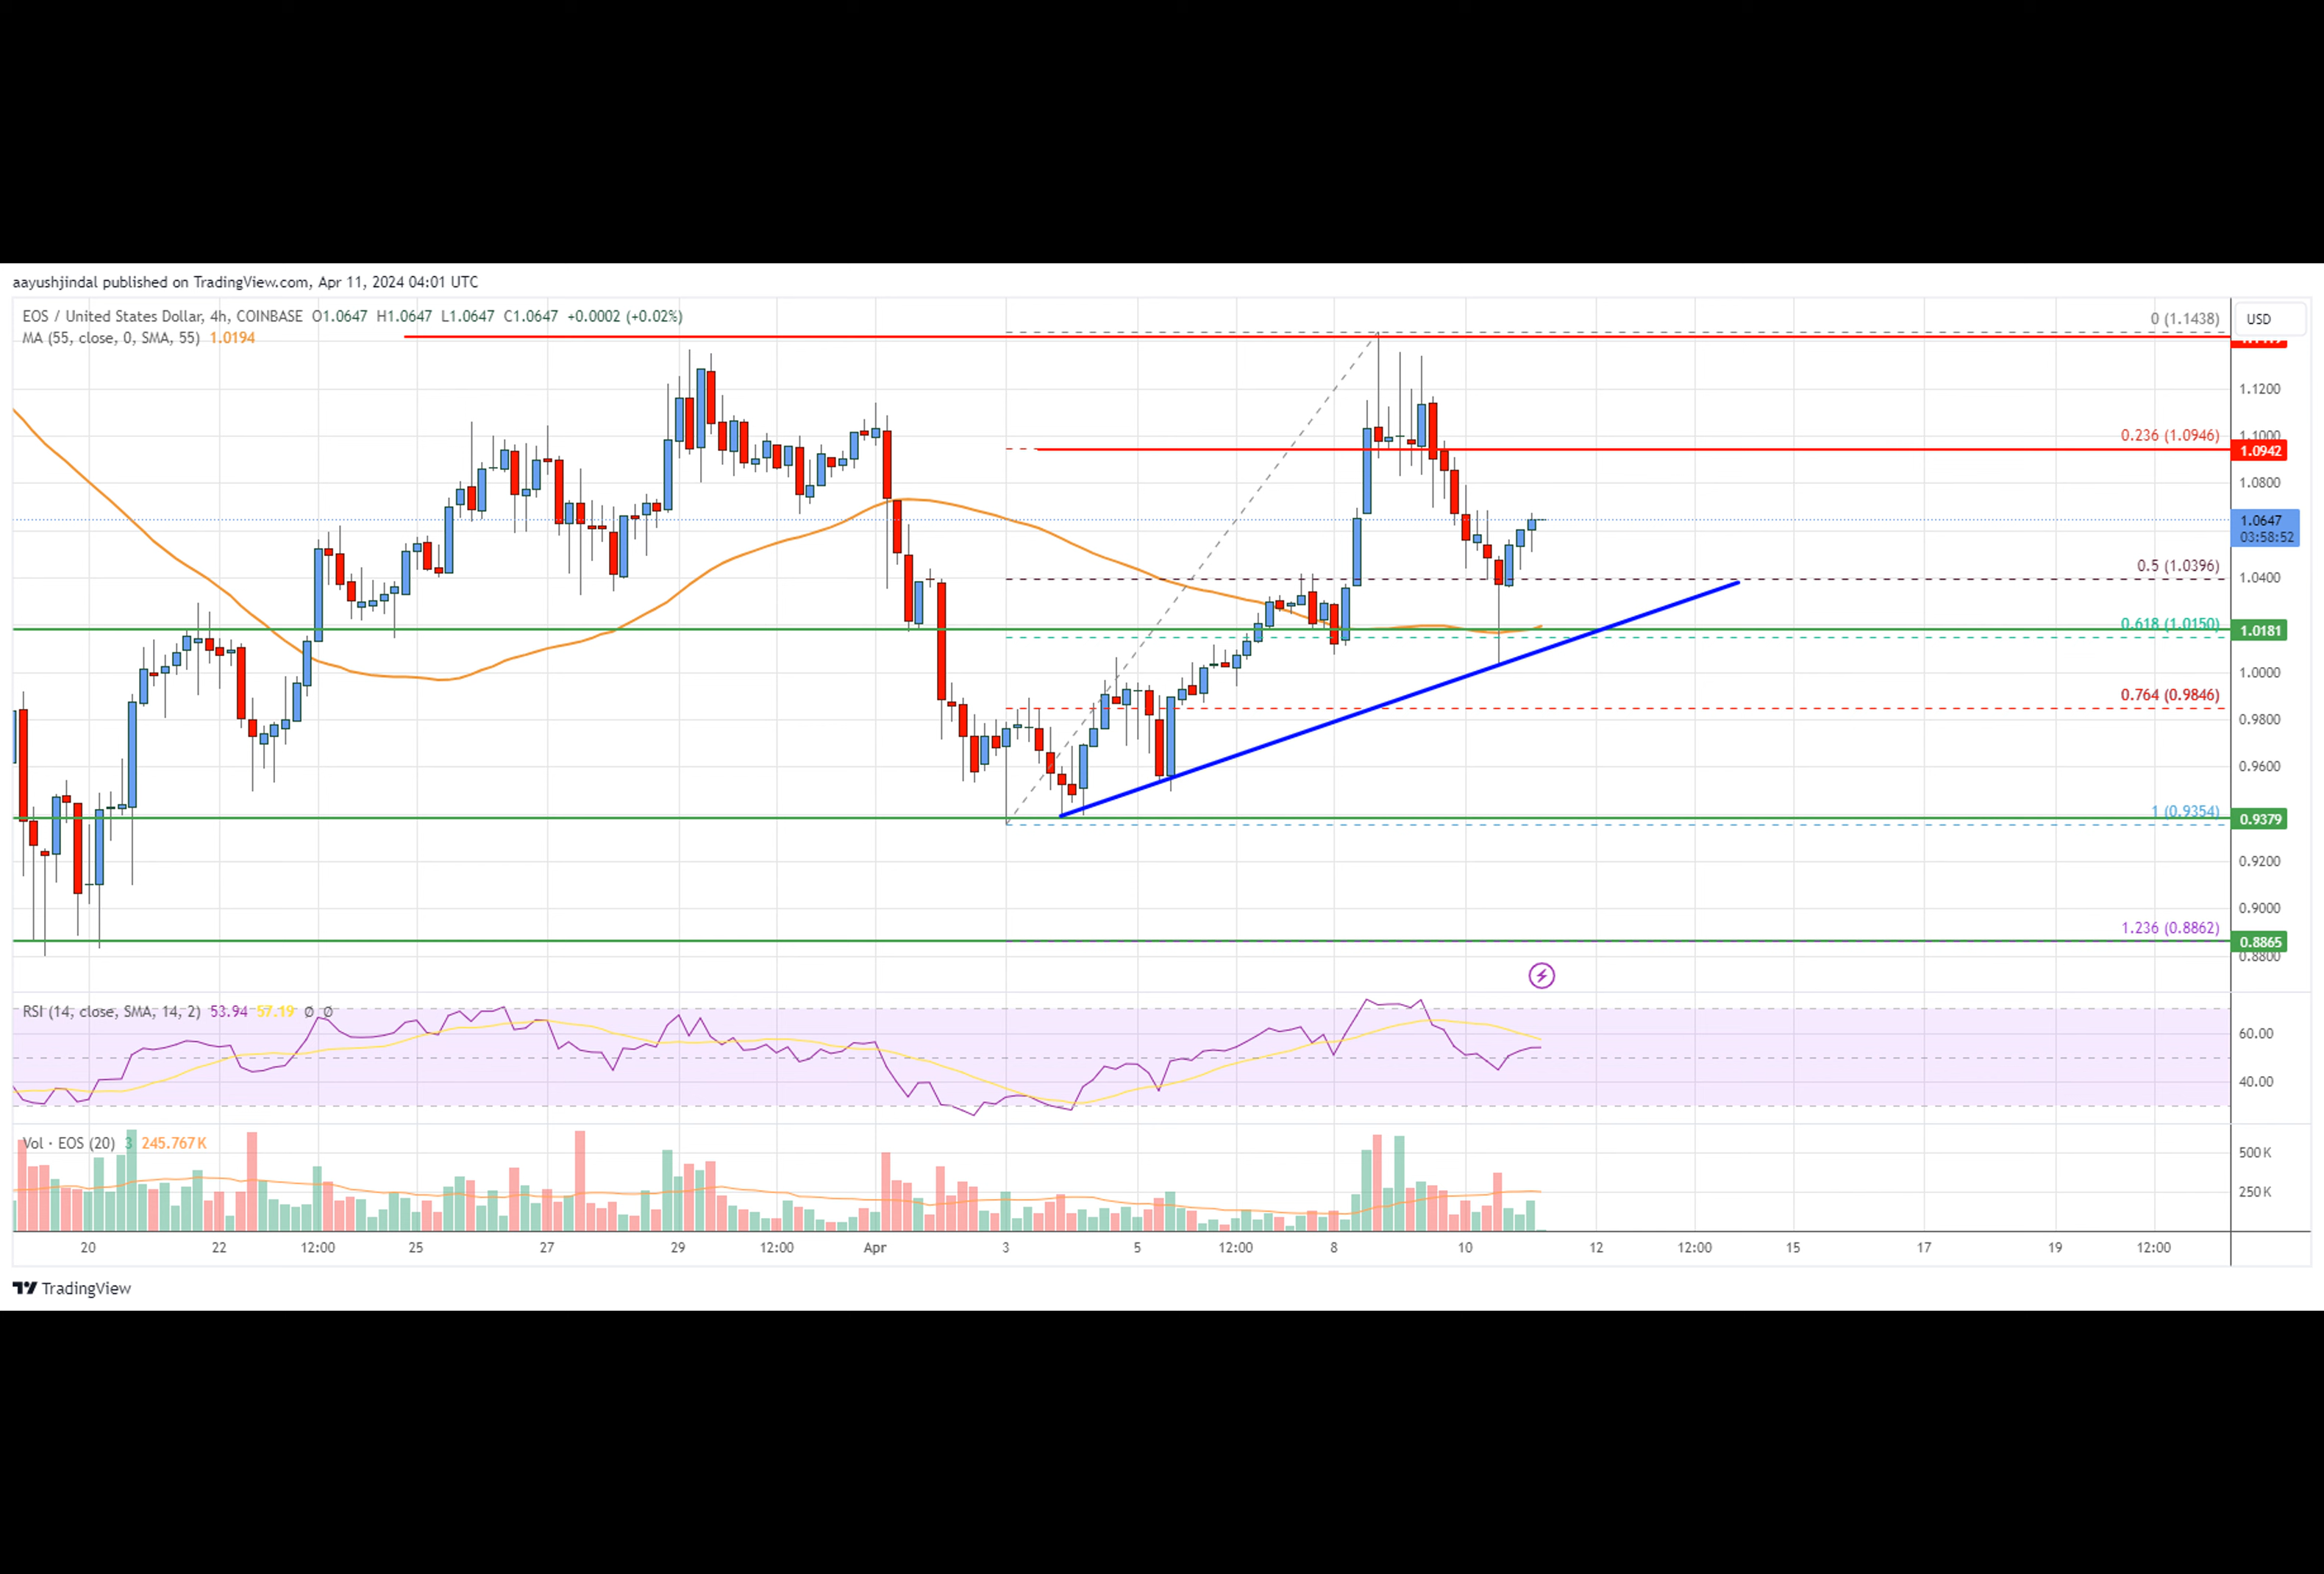 aayushjindal published on TradingView.com, Apr 11, 2024 04:01 UTC
EOS / United States Dollar, 4h, COINBASE O1.0647 H1.0647 L1.0647 C1.0647 +0.0002 (+0.02%)
MA (55, close, 0, SMA, 55) 1.0194
USD
0 (1.1438)
1.1200
1.1000
0.236 (1.0946)
1.0942
1.0800
1.0647
03:58:52
0.5 (1.0396)
1.0400
0.618 (1.0150)
1.0181
1.0000
0.764 (0.9846)
0.9800
0.9600
1 (0.9354)
0.9379
0.9200
0.9000
1.236 (0.8862)
0.8865
0.8800
RSI (14, close, SMA, 14, 2) 53.94 57.19 Ø Ø
60.00
40.00
Vol · EOS (20) 3 245.767K
500K
250K
20 22 12:00 25 27 29 12:00 Apr 3 5 12:00 8 10 12 12:00 15 17 19 12:00
TradingView